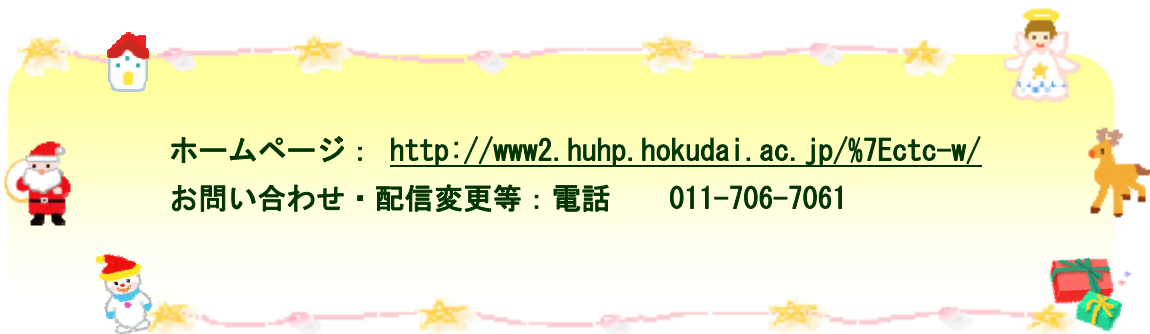 ホームページ： http://www2.huhp.hokudai.ac.jp/%7Ectc-w/
お問い合わせ・配信変更等：電話　　011-706-7061